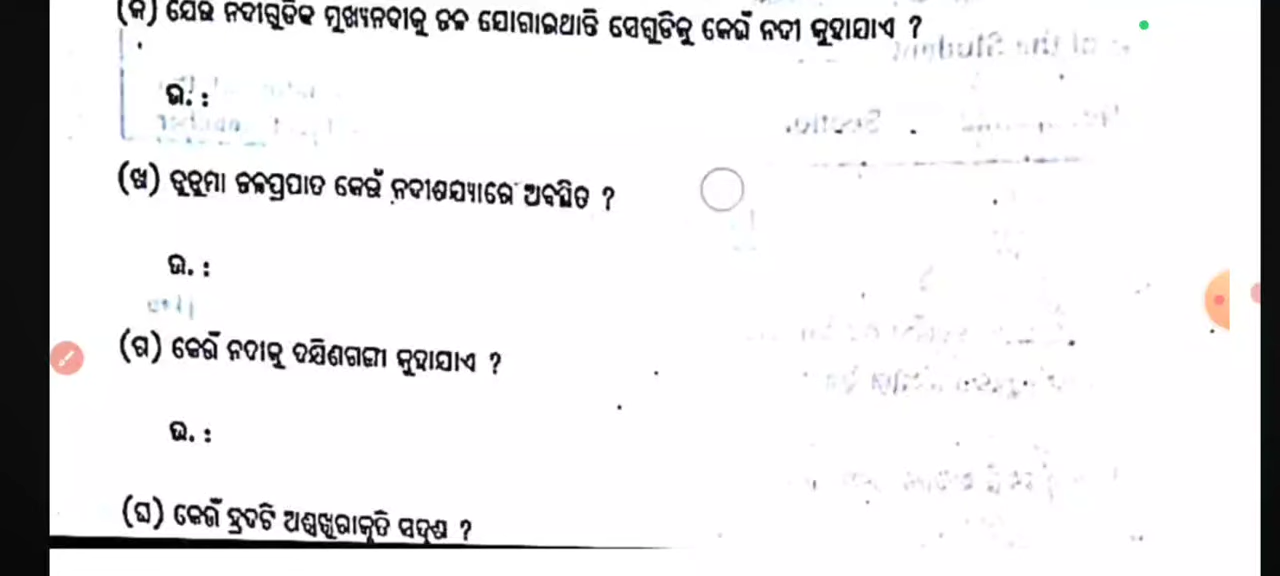 (କ) ଯେଉଁ ନଦୀଗୁଡିକ ମୁଖ୍ୟନଦୀକୁ ଜଳ ଯୋଗାଇଥାନ୍ତି ସେଗୁଡିକୁ କେଉଁ ନଦୀ କୁହାଯାଏ ?
ଉ. :
(ଖ) ଡୁଡୁମା ଜଳପ୍ରପାତ କେଉଁ ନଦୀଶଯ୍ୟାରେ ଅବସ୍ଥିତ ?
ଉ. :
(ଗ) କେଉଁ ନଦୀକୁ ଦକ୍ଷିଣଗଙ୍ଗା କୁହାଯାଏ ?
ଉ. :
(ଘ) କେଉଁ ହ୍ରଦଟି ଅଶ୍ୱଖୁରାକୃତି ସଦୃଶ ?